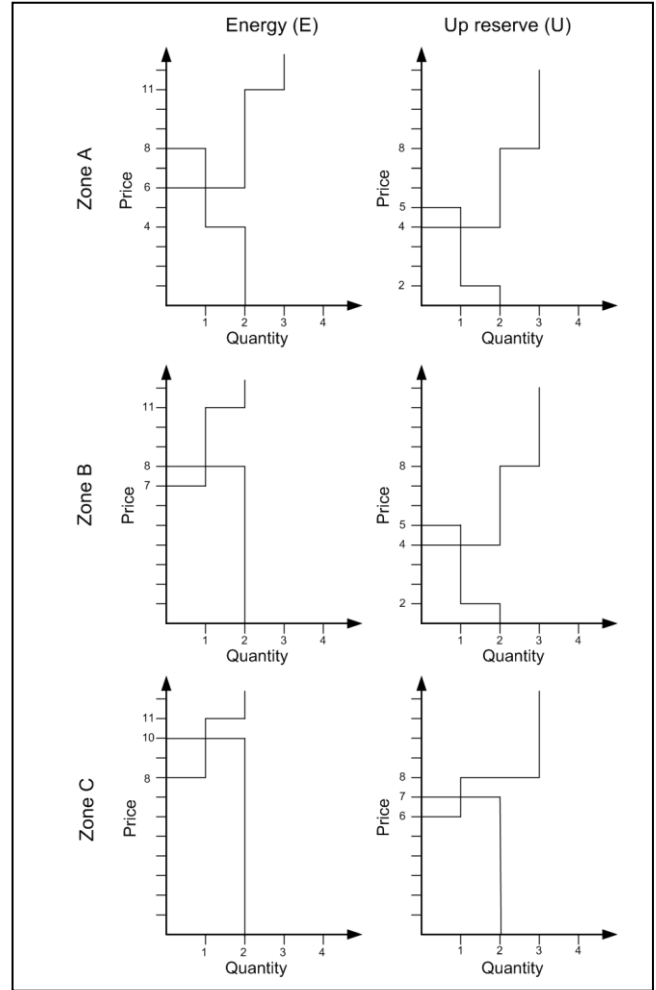 Energy (E) Up reserve (U)
Zone A
Price
11
8
6
4
1 2 3 4
Quantity
Price
8
5
4
2
1 2 3 4
Quantity
Zone B
Price
11
8
7
1 2 3 4
Quantity
Price
8
5
4
2
1 2 3 4
Quantity
Zone C
Price
11
10
8
1 2 3 4
Quantity
Price
8
7
6
1 2 3 4
Quantity